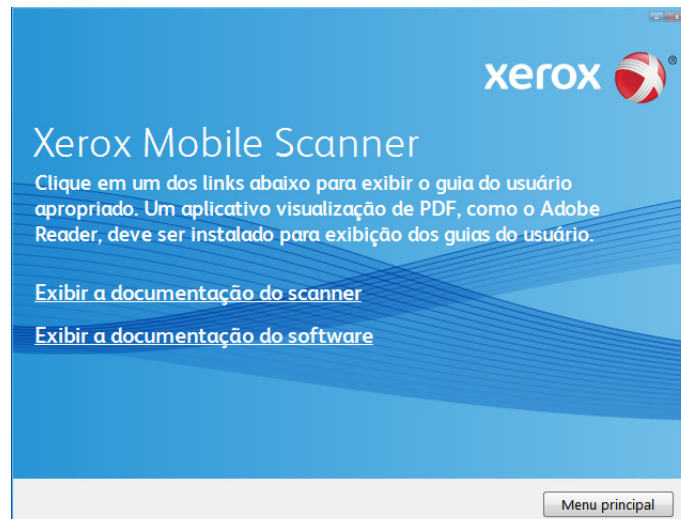 xerox ®
Xerox Mobile Scanner
Clique em um dos links abaixo para exibir o guia do usuário
apropriado. Um aplicativo visualização de PDF, como o Adobe
Reader, deve ser instalado para exibição dos guias do usuário.
Exibir a documentação do scanner
Exibir a documentação do software
Menu principal